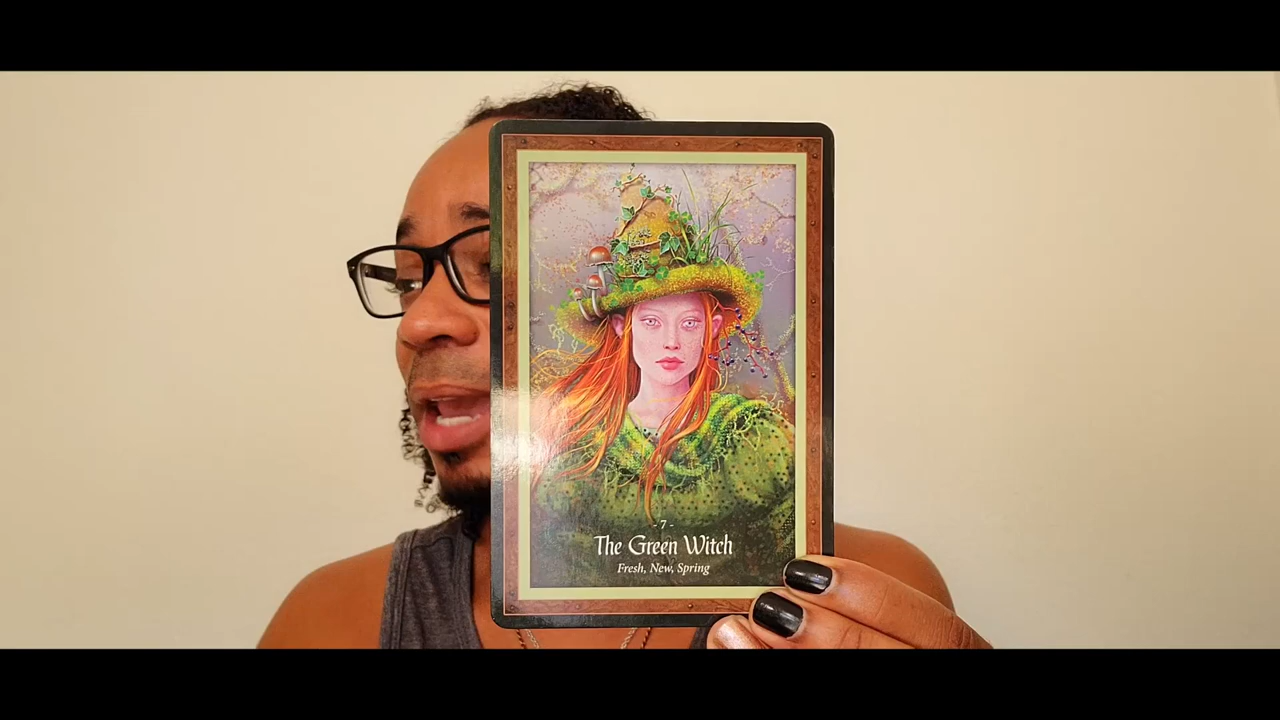 - 7 -
The Green Witch
Fresh, New, Spring